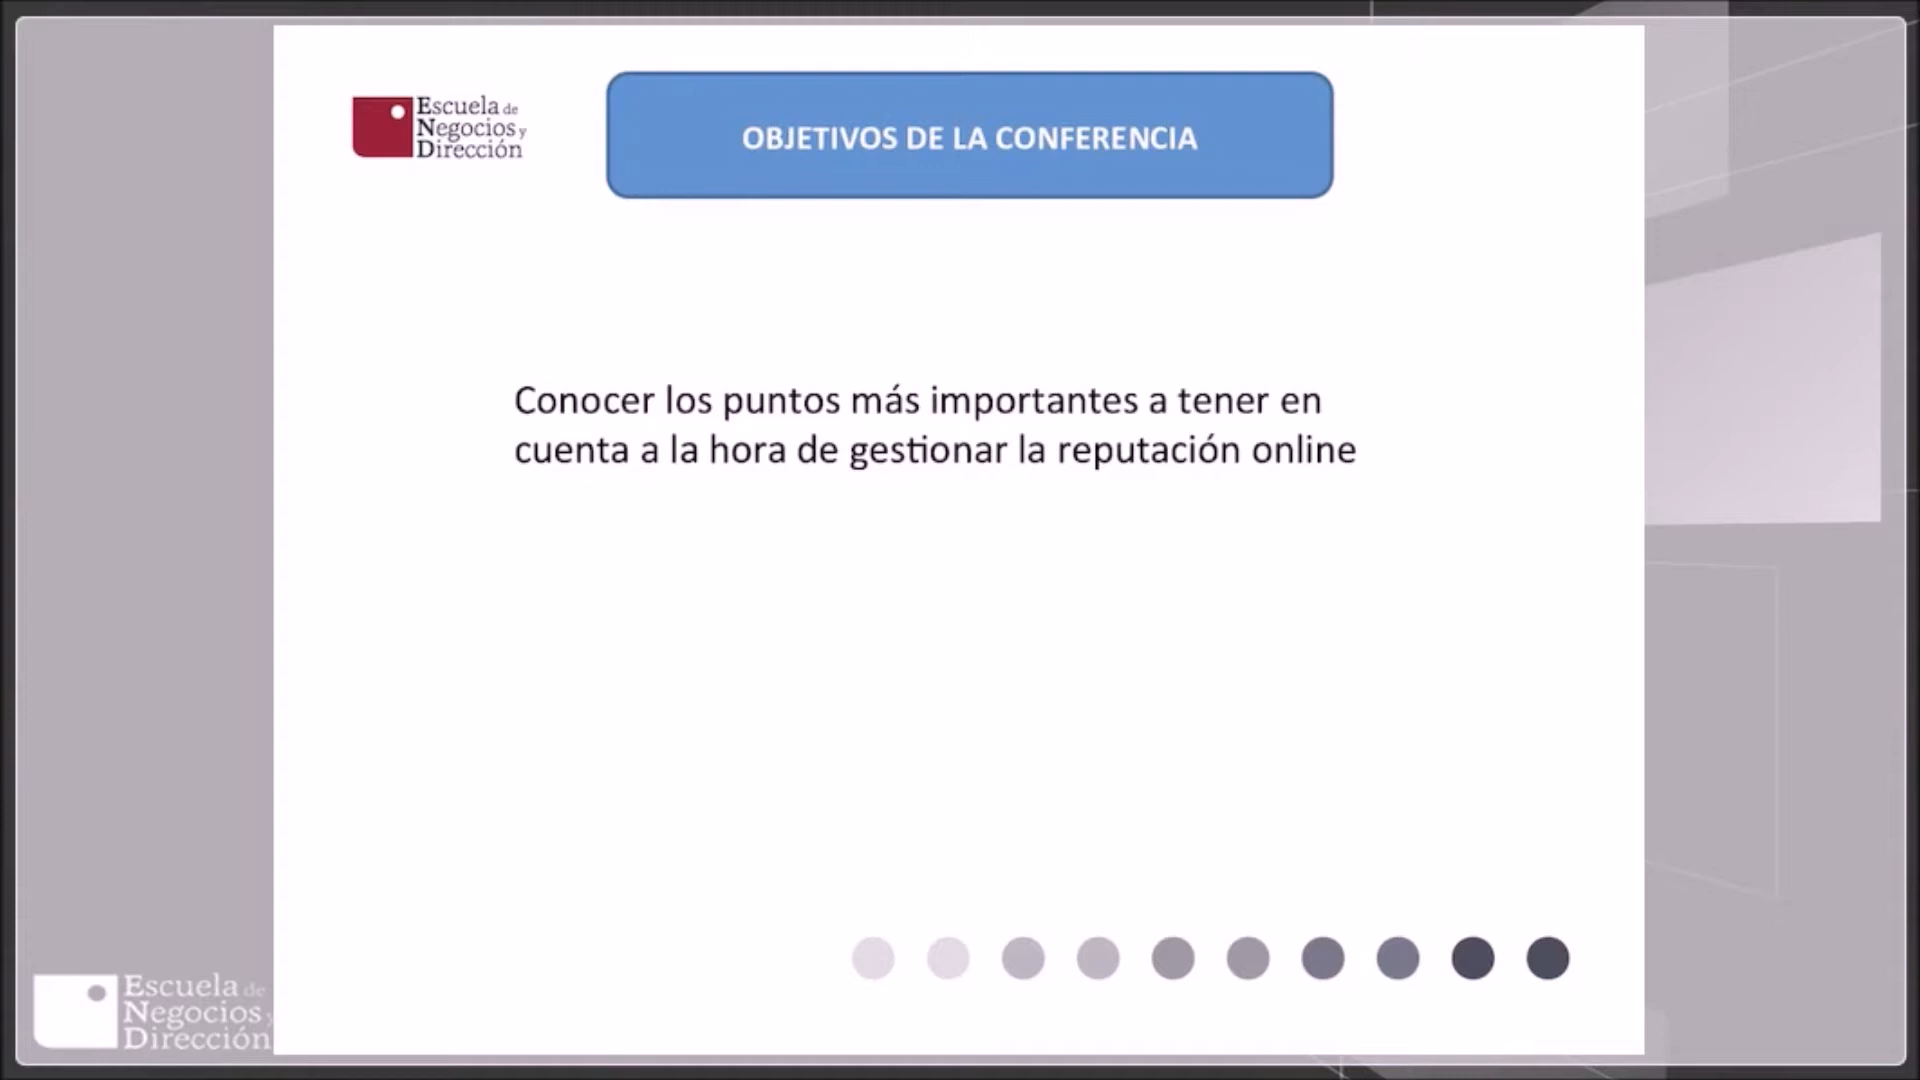 Escuela de
Negocios y
Dirección
OBJETIVOS DE LA CONFERENCIA
Conocer los puntos más importantes a tener en
cuenta a la hora de gestionar la reputación online
Escuela de
Negocios y
Dirección